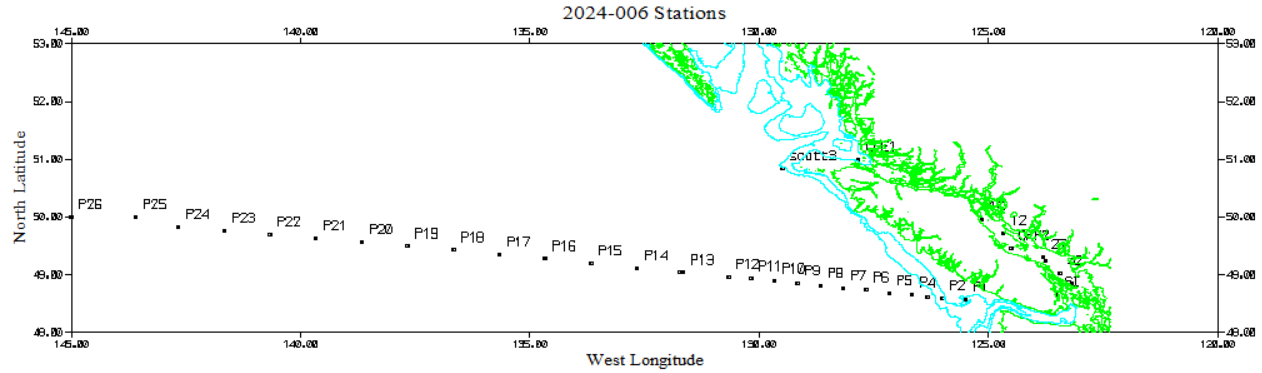 2024-006 Stations
145.00 140.00 135.00 130.00 125.00 120.00
53.00 53.00
52.00 52.00
51.00 scott3 51.00
50.00 P26 P25 P24 P23 P22 P21 P20 P19 P18 P17 P16 P15 P14 P13 P12 P11 P10 P9 P8 P7 P6 P5 P4 P2 P1 12 50.00
49.00 49.00
48.00 48.00
145.00 140.00 135.00 130.00 125.00 120.00
North Latitude
West Longitude